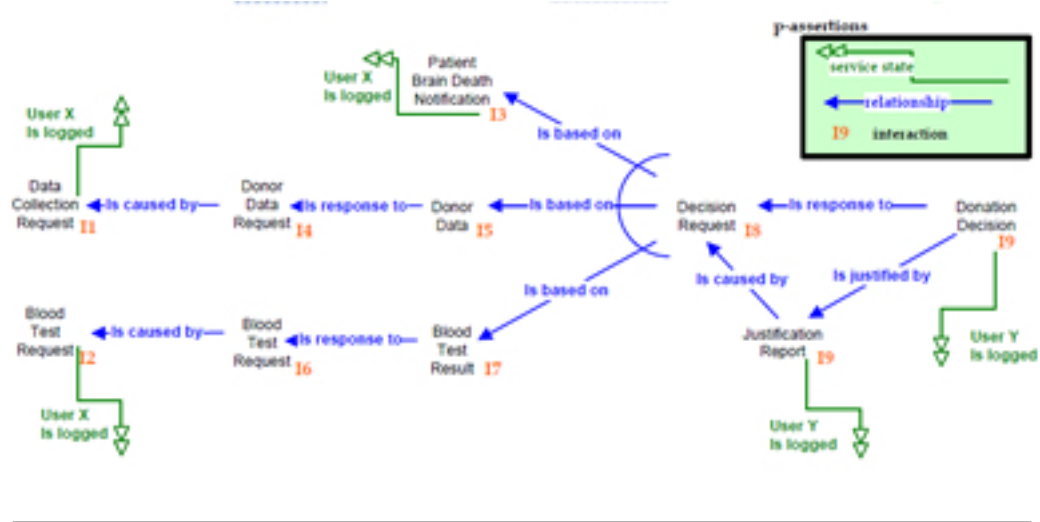 p-assertions
service state
relationship
I9 interaction
User X
Is logged
Patient
Brain Death
Notification I3
User X
Is logged
Is based on
Data
Collection
Request I1
Is caused by
Donor
Data
Request I4
Is response to
Donor
Data I5
Is based on
Decision
Request I8
Is response to
Donation
Decision
I9
Is caused by
Is justified by
Is based on
Blood
Test
Request I2
Is caused by
Blood
Test
Request I6
Is response to
Blood
Test
Result I7
Justification
Report I9
User Y
Is logged
User X
Is logged
User Y
Is logged